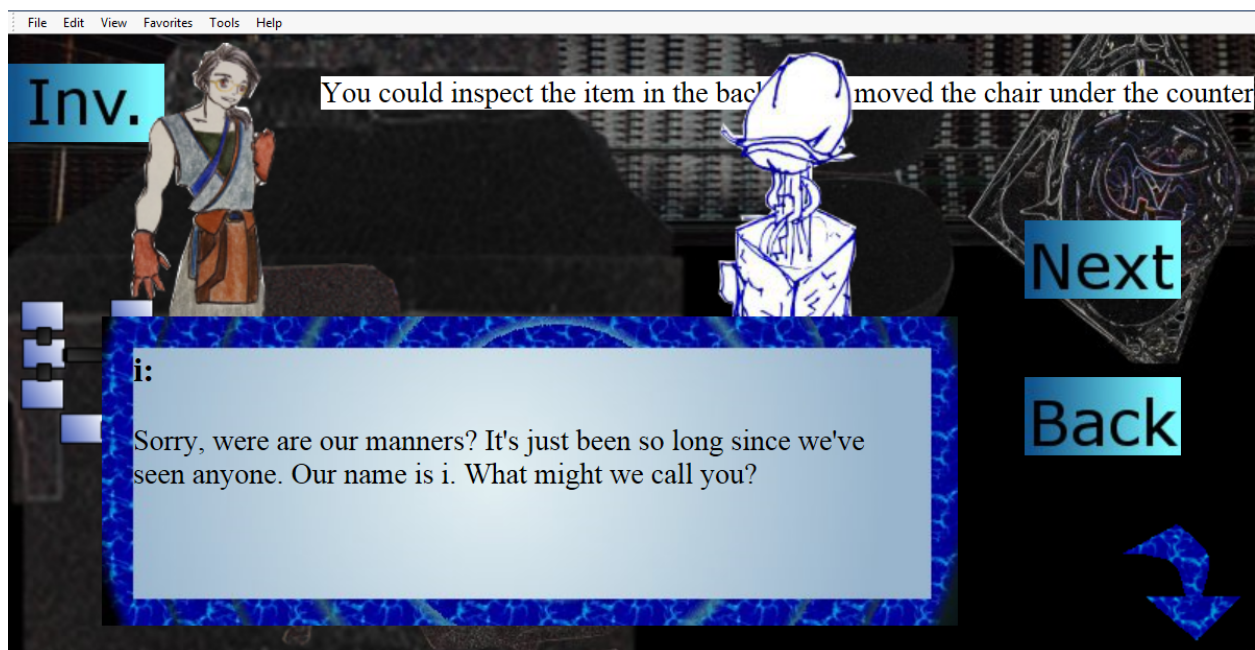 File Edit View Favorites Tools Help
Inv.
You could inspect the item in the moved the chair under the counter
Next
i:
Back
Sorry, were are our manners? It's just been so long since we've
seen anyone. Our name is i. What might we call you?